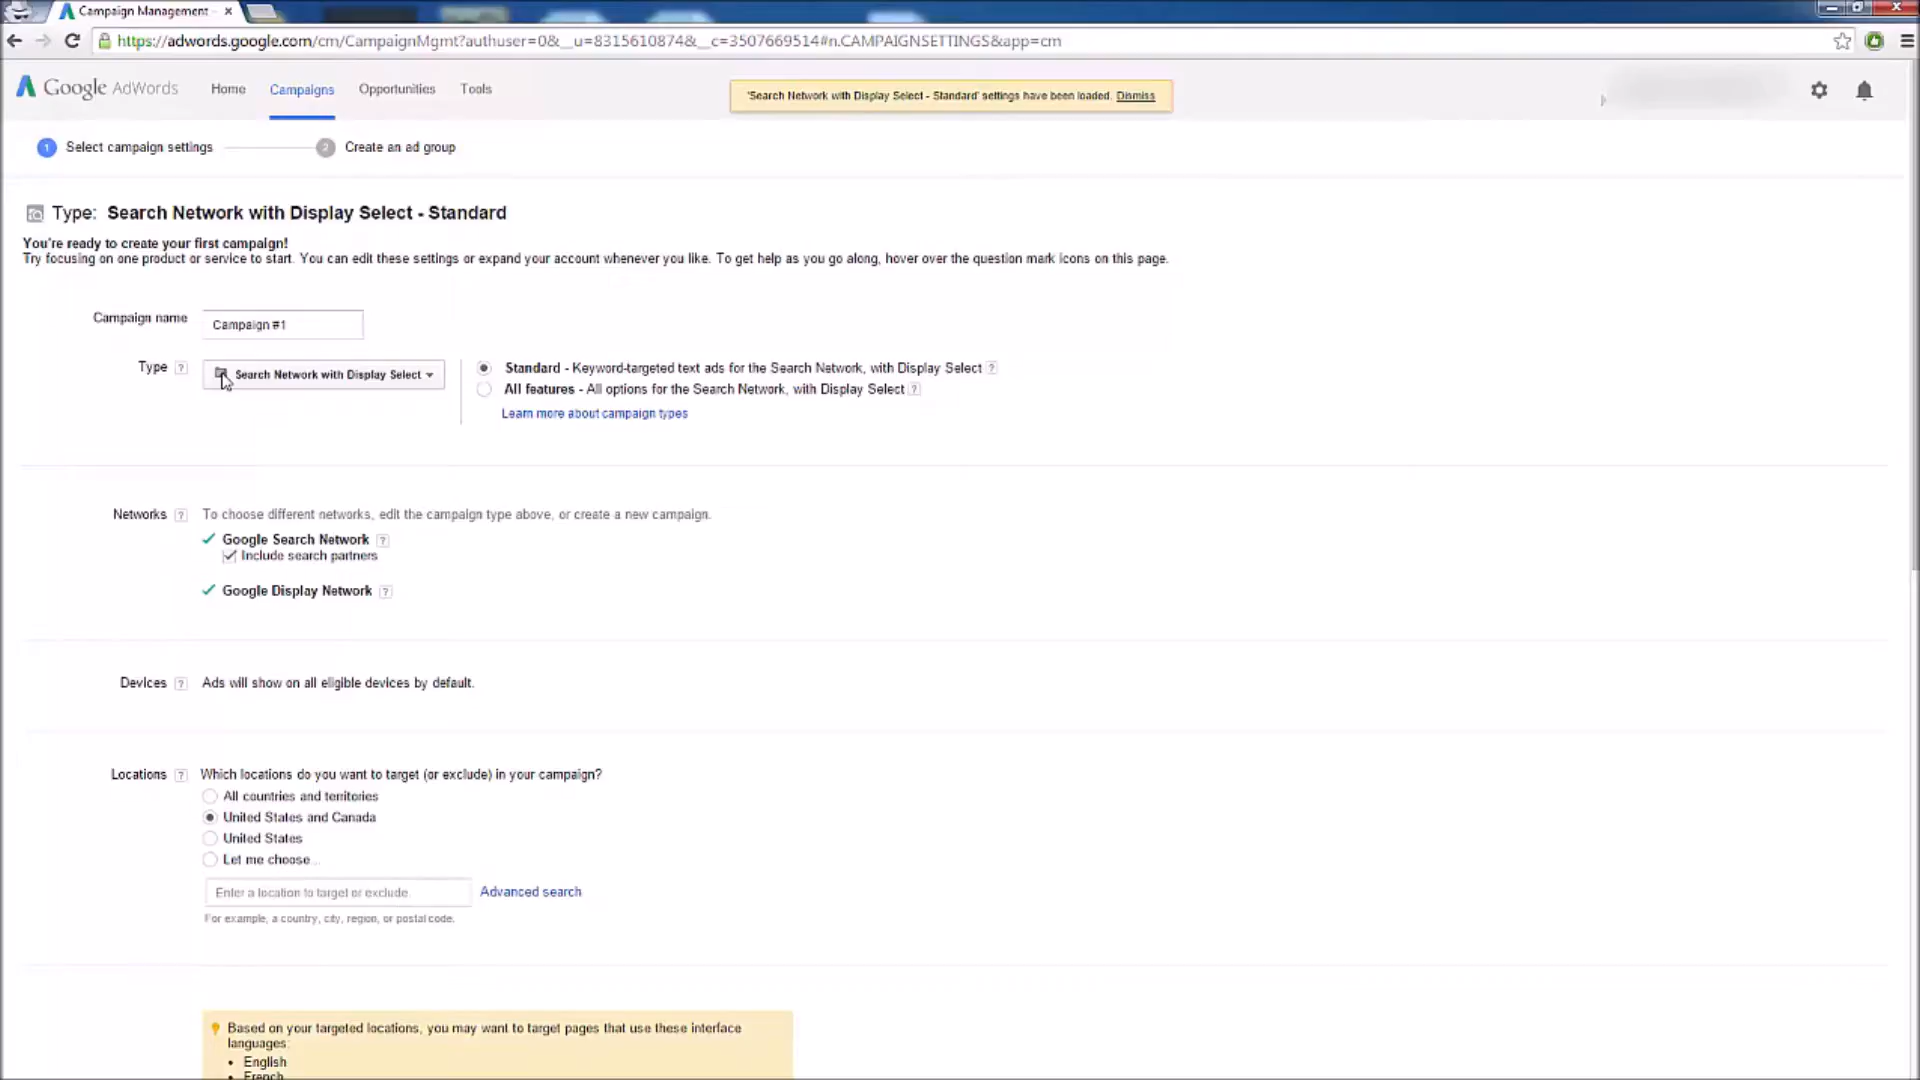 Campaign Management
https://adwords.google.com/cm/CampaignMgmt?authuser=0&__u=8315610874&__c=3507669514#n.CAMPAIGNSETTINGS&app=cm
Google AdWords Home Campaigns Opportunities Tools
'Search Network with Display Select - Standard' settings have been loaded. Dismiss
1 Select campaign settings 2 Create an ad group
Type: Search Network with Display Select - Standard
You're ready to create your first campaign!
Try focusing on one product or service to start. You can edit these settings or expand your account whenever you like. To get help as you go along, hover over the question mark icons on this page.
Campaign name Campaign #1
Type ? Search Network with Display Select
Standard - Keyword-targeted text ads for the Search Network, with Display Select ?
All features - All options for the Search Network, with Display Select ?
Learn more about campaign types
Networks ? To choose different networks, edit the campaign type above, or create a new campaign.
Google Search Network ?
Include search partners
Google Display Network ?
Devices ? Ads will show on all eligible devices by default.
Locations ? Which locations do you want to target (or exclude) in your campaign?
All countries and territories
United States and Canada
United States
Let me choose...
Enter a location to target or exclude. Advanced search
For example, a country, city, region, or postal code.
Based on your targeted locations, you may want to target pages that use these interface
languages:
• English
• French